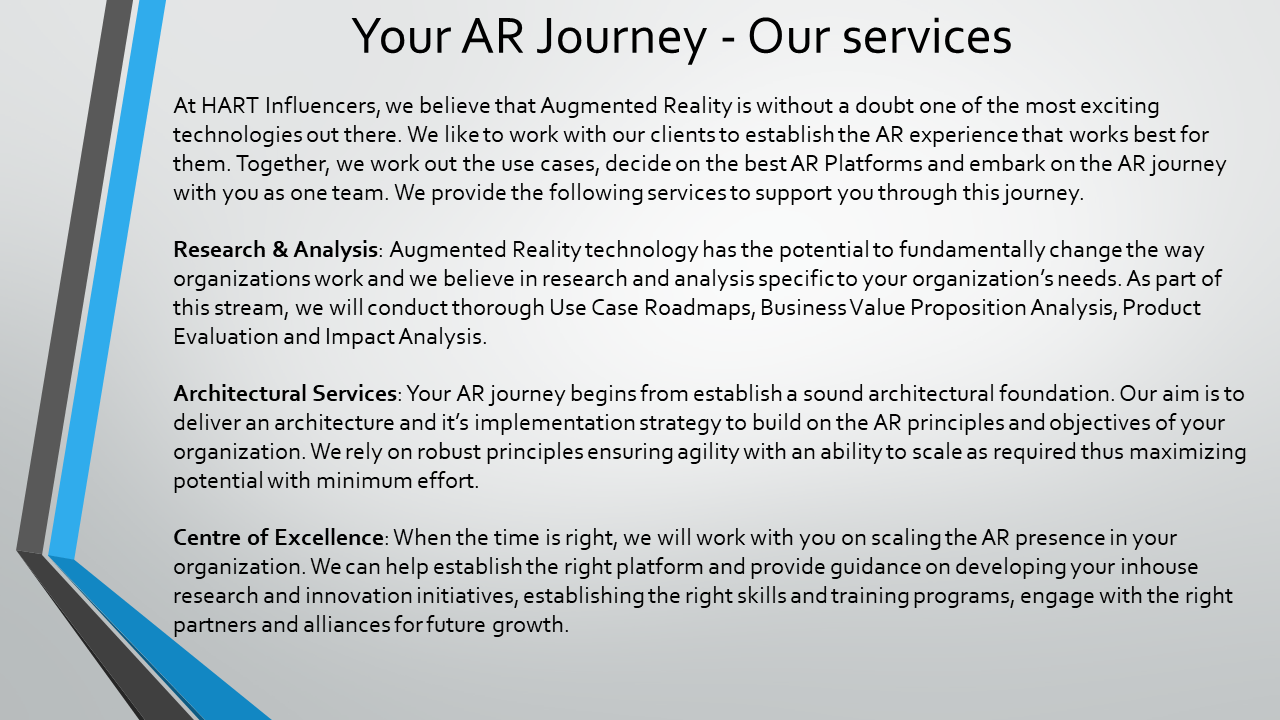 Your AR Journey - Our services
At HART Influencers, we believe that Augmented Reality is without a doubt one of the most exciting
technologies out there. We like to work with our clients to establish the AR experience that works best for
them. Together, we work out the use cases, decide on the best AR Platforms and embark on the AR journey
with you as one team. We provide the following services to support you through this journey.
Research & Analysis: Augmented Reality technology has the potential to fundamentally change the way
organizations work and we believe in research and analysis specific to your organization’s needs. As part of
this stream, we will conduct thorough Use Case Roadmaps, Business Value Proposition Analysis, Product
Evaluation and Impact Analysis.
Architectural Services: Your AR journey begins from establish a sound architectural foundation. Our aim is to
deliver an architecture and it’s implementation strategy to build on the AR principles and objectives of your
organization. We rely on robust principles ensuring agility with an ability to scale as required thus maximizing
potential with minimum effort.
Centre of Excellence: When the time is right, we will work with you on scaling the AR presence in your
organization. We can help establish the right platform and provide guidance on developing your inhouse
research and innovation initiatives, establishing the right skills and training programs, engage with the right
partners and alliances for future growth.